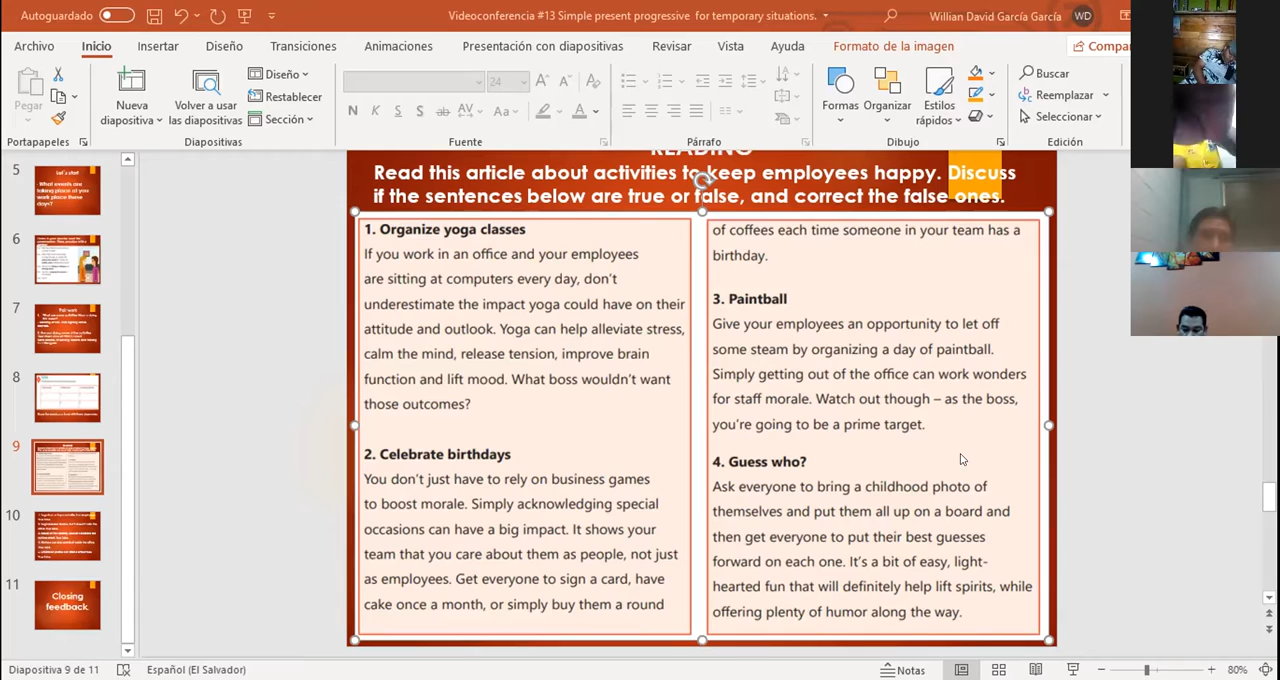 Autoguardado
Videoconferencia #13 Simple present progressive for temporary situations.
Willian David García García
WD
Archivo
Inicio
Insertar
Diseño
Transiciones
Animaciones
Presentación con diapositivas
Revisar
Vista
Ayuda
Formato de la imagen
Compar
Pegar
Nueva
diapositiva
Volver a usar
las diapositivas
Diseño
Restablecer
Sección
24
N K S S ab AV Aa A
Formas
Organizar
Estilos
rápidos
Buscar
Reemplazar
Seleccionar
Portapapeles
Diapositivas
Fuente
Párrafo
Dibujo
Edición
5
Let's start
6
7
8
9
10
11
Closing
feedback.
READING
Read this article about activities to keep employees happy. Discuss
if the sentences below are true or false, and correct the false ones.
1. Organize yoga classes
If you work in an office and your employees
are sitting at computers every day, don't
underestimate the impact yoga could have on their
attitude and outlook. Yoga can help alleviate stress,
calm the mind, release tension, improve brain
function and lift mood. What boss wouldn't want
those outcomes?
2. Celebrate birthdays
You don't just have to rely on business games
to boost morale. Simply acknowledging special
occasions can have a big impact. It shows your
team that you care about them as people, not just
as employees. Get everyone to sign a card, have
cake once a month, or simply buy them a round
of coffees each time someone in your team has a
birthday.
3. Paintball
Give your employees an opportunity to let off
some steam by organizing a day of paintball.
Simply getting out of the office can work wonders
for staff morale. Watch out though – as the boss,
you're going to be a prime target.
4. Guess who?
Ask everyone to bring a childhood photo of
themselves and put them all up on a board and
then get everyone to put their best guesses
forward on each one. It's a bit of easy, light-
hearted fun that will definitely help lift spirits, while
offering plenty of humor along the way.
Diapositiva 9 de 11
Español (El Salvador)
Notas
80%